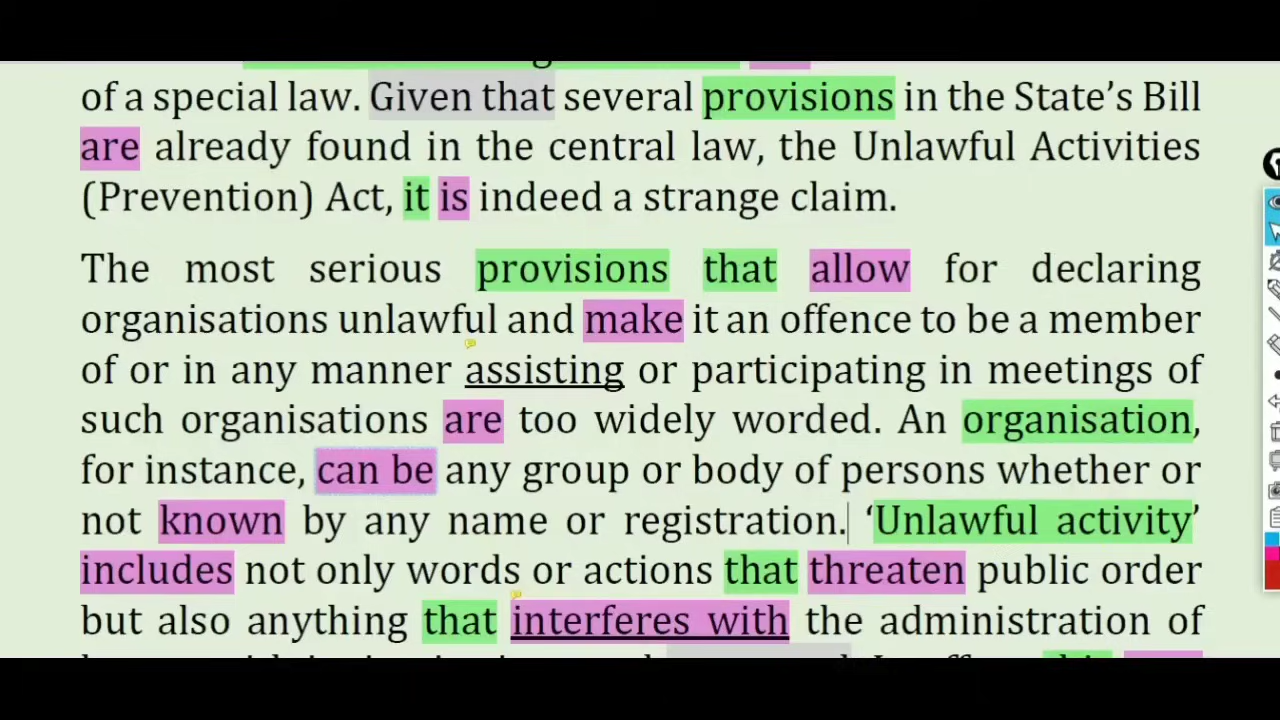 of a special law. Given that several provisions in the State’s Bill
are already found in the central law, the Unlawful Activities
(Prevention) Act, it is indeed a strange claim.
The most serious provisions that allow for declaring
organisations unlawful and make it an offence to be a member
of or in any manner assisting or participating in meetings of
such organisations are too widely worded. An organisation,
for instance, can be any group or body of persons whether or
not known by any name or registration. ‘Unlawful activity’
includes not only words or actions that threaten public order
but also anything that interferes with the administration of